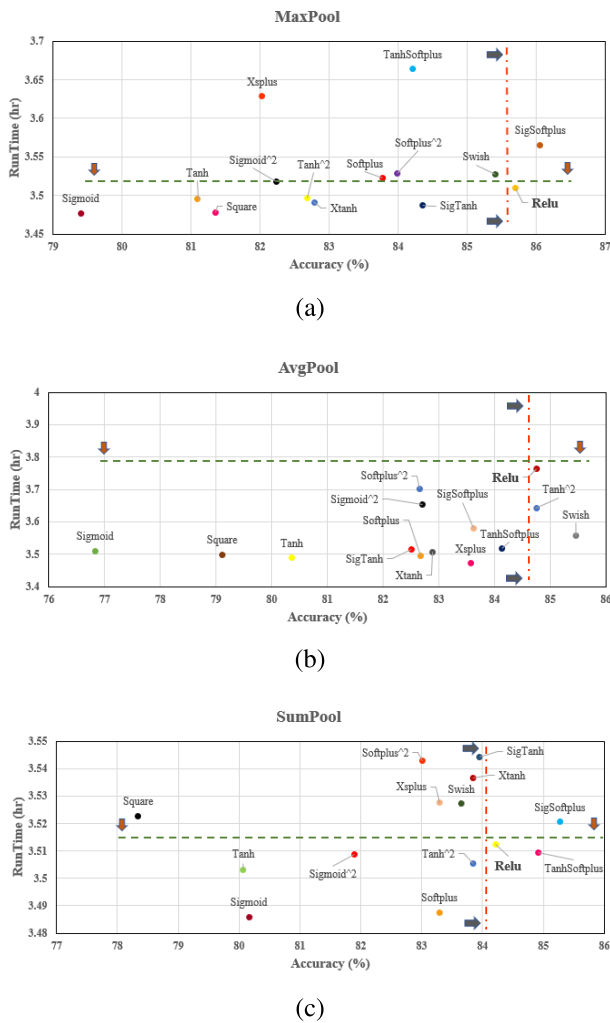 MaxPool
3.7
TanhSoftplus
Xsplus
3.65
RunTime (hr)
3.6
SigSoftplus
Softplus^2
Sigmoid^2
Tanh^2
Softplus
Swish
3.55
Tanh
3.5
Sigmoid
Square
Xtanh
SigTanh
Relu
3.45
79 80 81 82 83 84 85 86 87
Accuracy (%)
(a)
AvgPool
4
3.9
RunTime (hr)
3.8
Softplus^2
Relu
3.7
Sigmoid^2
SigSoftplus
Tanh^2
3.6
Sigmoid
Square
Tanh
Softplus
TanhSoftplus
Swish
3.5
SigTanh
Xtanh
Xsplus
3.4
76 77 78 79 80 81 82 83 84 85 86
Accuracy (%)
(b)
SumPool
3.55
Softplus^2
SigTanh
3.54
Xtanh
RunTime (hr)
3.53
Square
Xsplus
Swish
SigSoftplus
3.52
3.51
Tanh
Sigmoid^2
Tanh^2
Relu
TanhSoftplus
3.5
3.49
Sigmoid
Softplus
3.48
77 78 79 80 81 82 83 84 85 86
Accuracy (%)
(c)